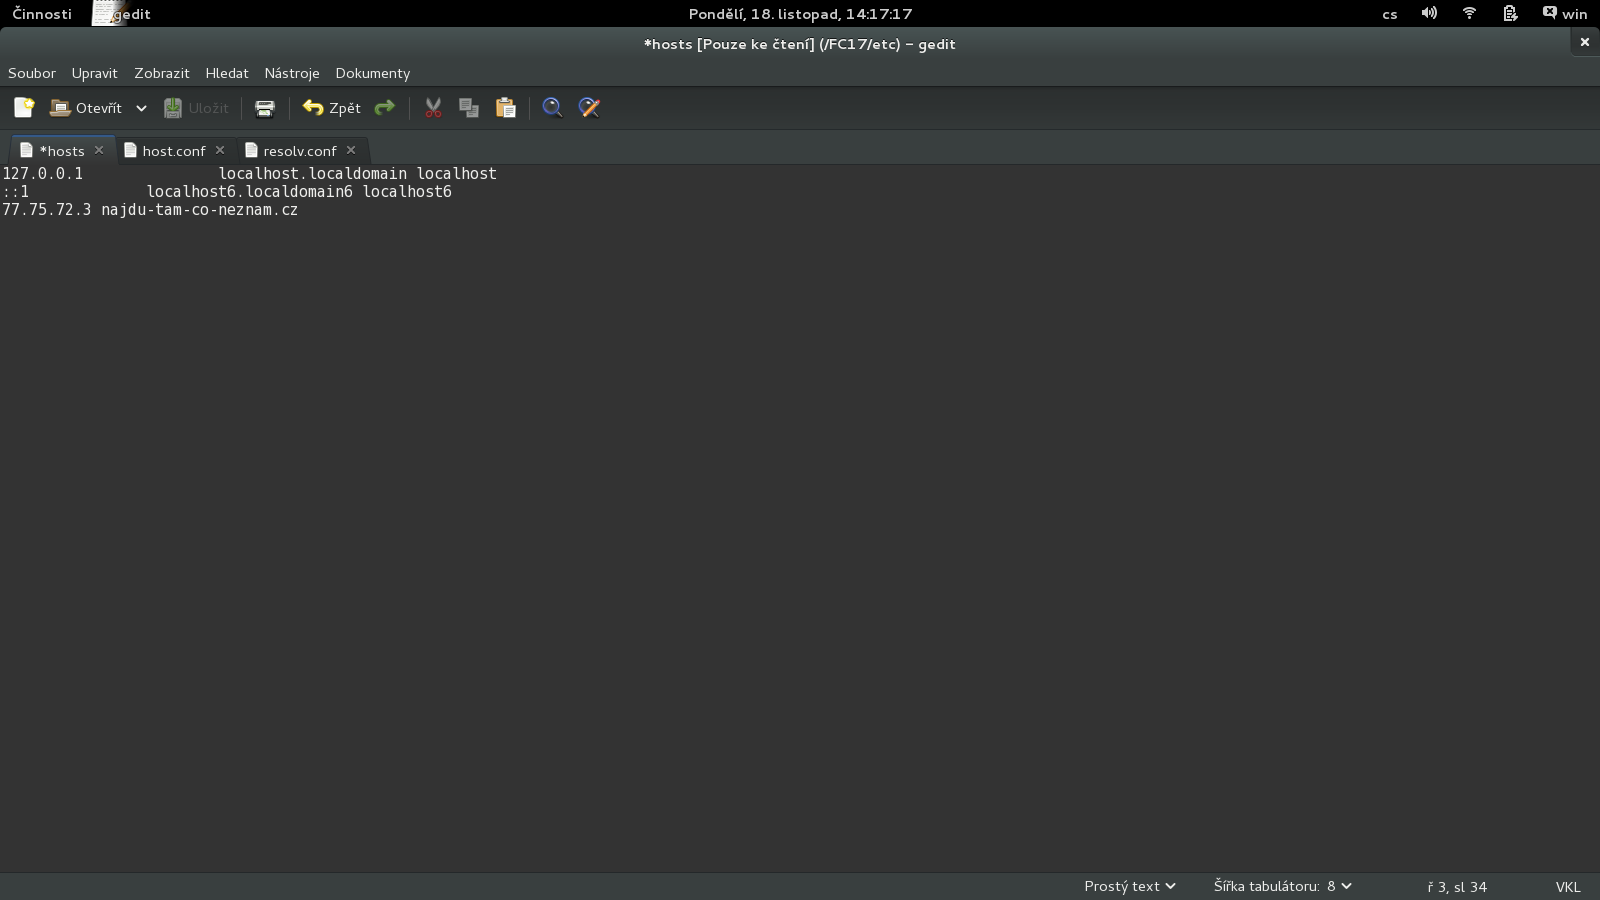 Činnosti gedit Pondělí, 18. listopad, 14:17:17 cs win
*hosts [Pouze ke čtení] (/FC17/etc) – gedit
Soubor Upravit Zobrazit Hledat Nástroje Dokumenty
Otevřít Uložit Zpět
*hosts host.conf resolv.conf
127.0.0.1 localhost.localdomain localhost
::1 localhost6.localdomain6 localhost6
77.75.72.3 najdu-tam-co-neznam.cz
Prostý text Šířka tabulátoru: 8 ř 3, sl 34 VKL